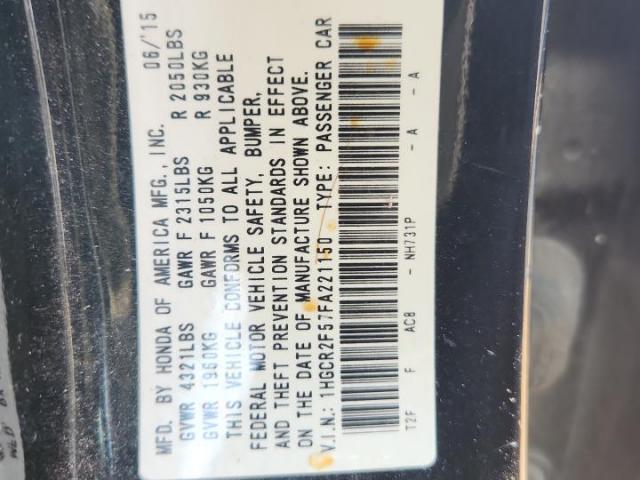 MFD. BY HONDA OF AMERICA MFG., INC. 06/'15
GVWR 4321LBS GAWR F 2315LBS R 2050LBS
GVWR 1960KG GAWR F 1050KG R 930KG
THIS VEHICLE CONFORMS TO ALL APPLICABLE
FEDERAL MOTOR VEHICLE SAFETY, BUMPER,
AND THEFT PREVENTION STANDARDS IN EFFECT
ON THE DATE OF MANUFACTURE SHOWN ABOVE.
V.I.N.: 1HGCR2F57FA221150 TYPE: PASSENGER CAR
T2F F AC8 - NH731P - A - A